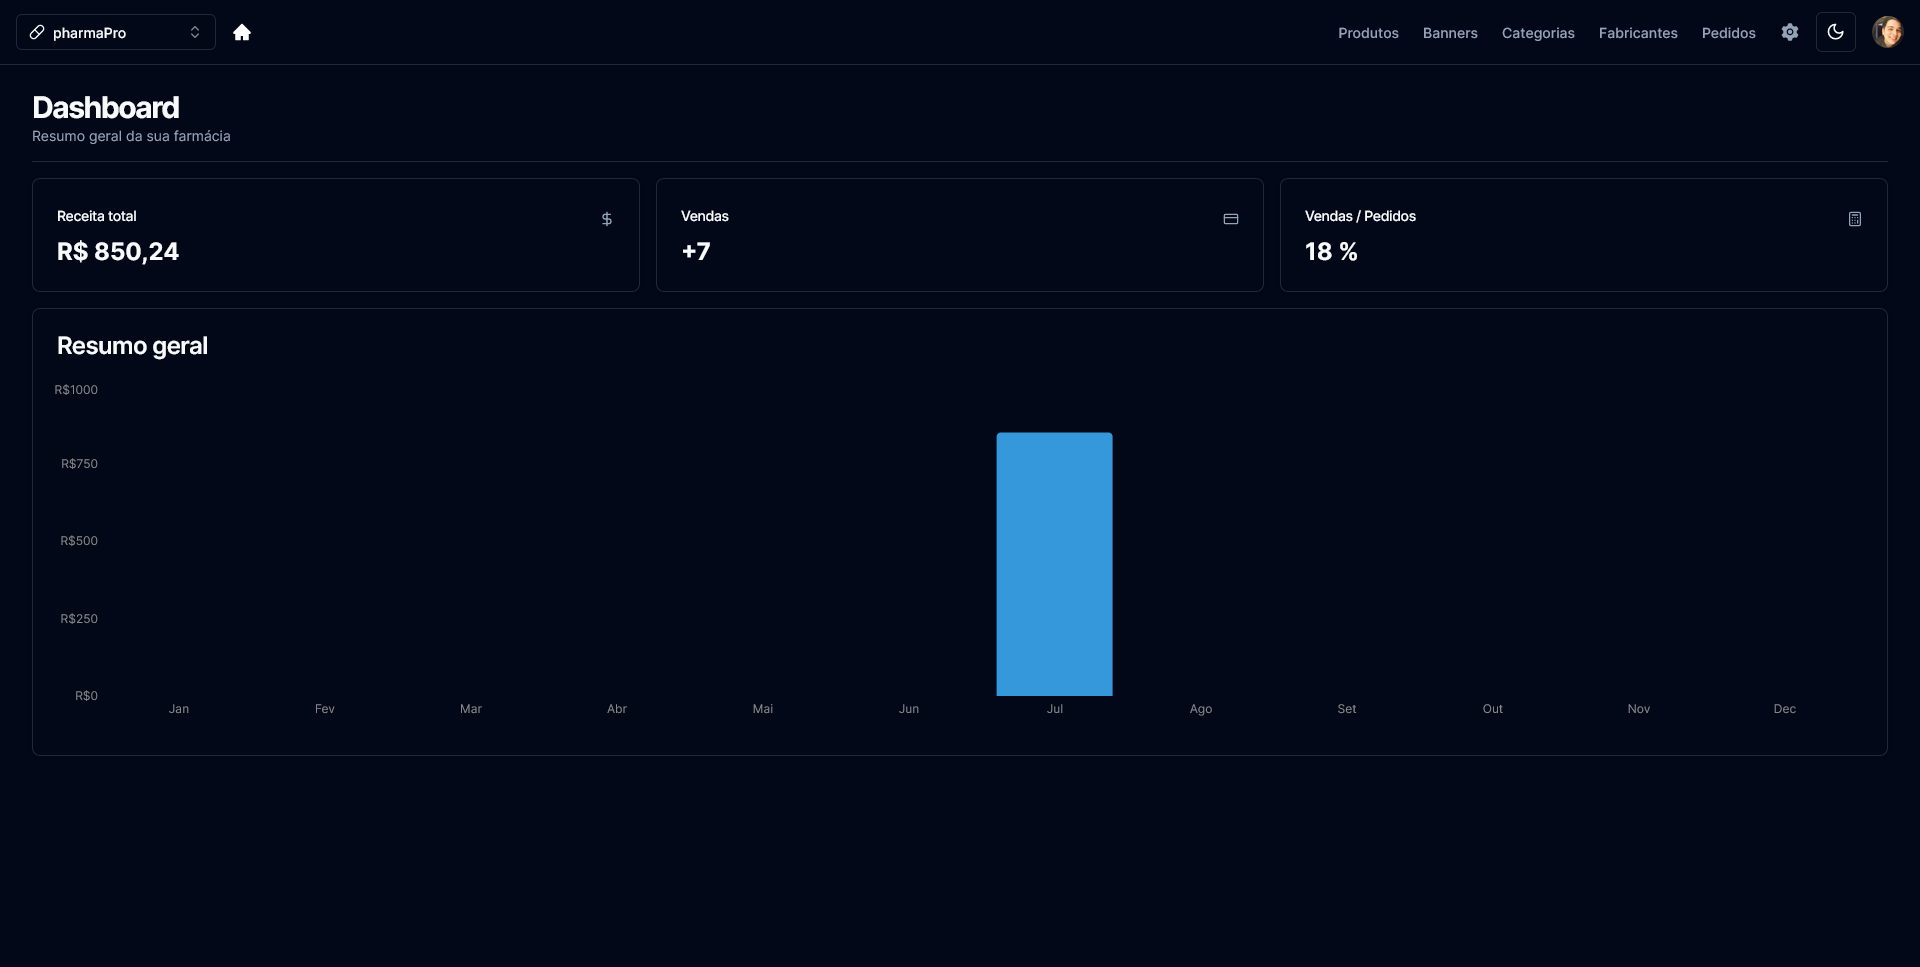 pharmaPro
Produtos Banners Categorias Fabricantes Pedidos
Dashboard
Resumo geral da sua farmácia
Receita total
R$ 850,24
Vendas
+7
Vendas / Pedidos
18 %
Resumo geral
R$1000
R$750
R$500
R$250
R$0
Jan Fev Mar Abr Mai Jun Jul Ago Set Out Nov Dec